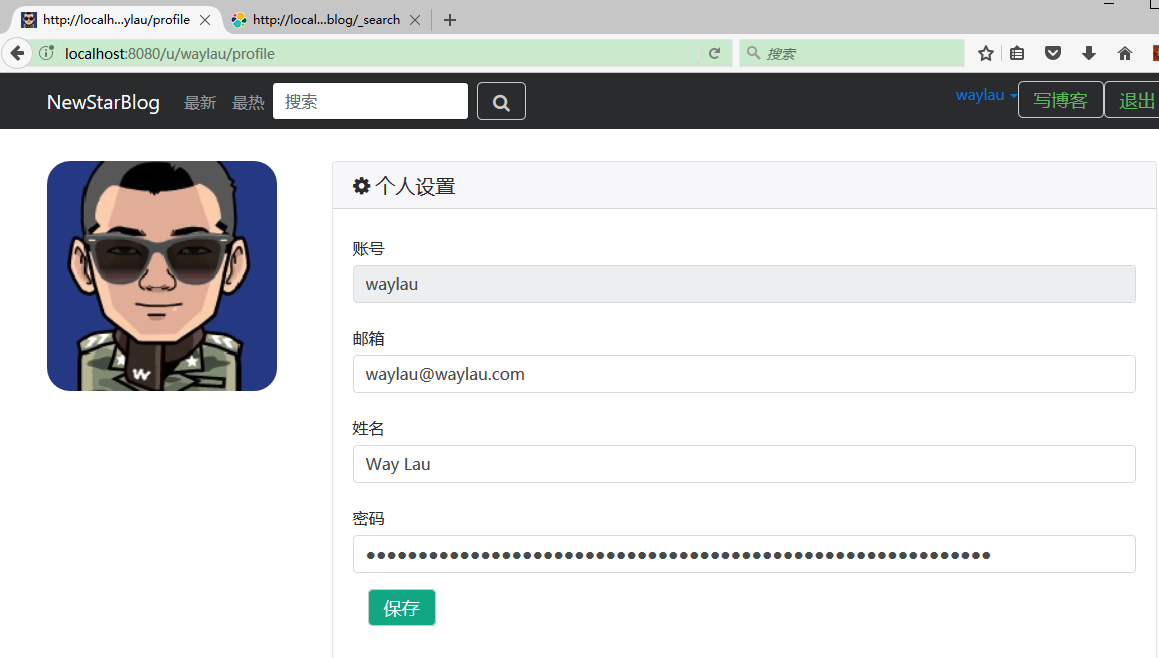 http://localh...ylau/profile
http://local...blog/_search
localhost:8080/u/waylau/profile
搜索
NewStarBlog 最新 最热 搜索 waylau 写博客 退出
个人设置
账号
waylau
邮箱
waylau@waylau.com
姓名
Way Lau
密码
••••••••••••••••••••••••••••••••••••••••••••••••••••••••••••
保存
W